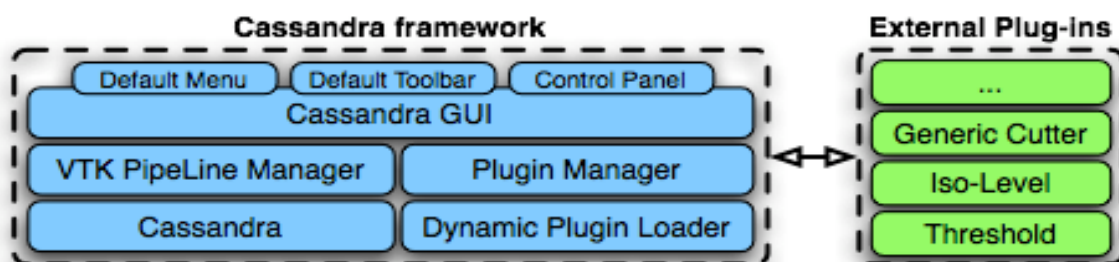 Cassandra framework
External Plug-ins
Default Menu
Default Toolbar
Control Panel
Cassandra GUI
VTK PipeLine Manager
Plugin Manager
Cassandra
Dynamic Plugin Loader
...
Generic Cutter
Iso-Level
Threshold